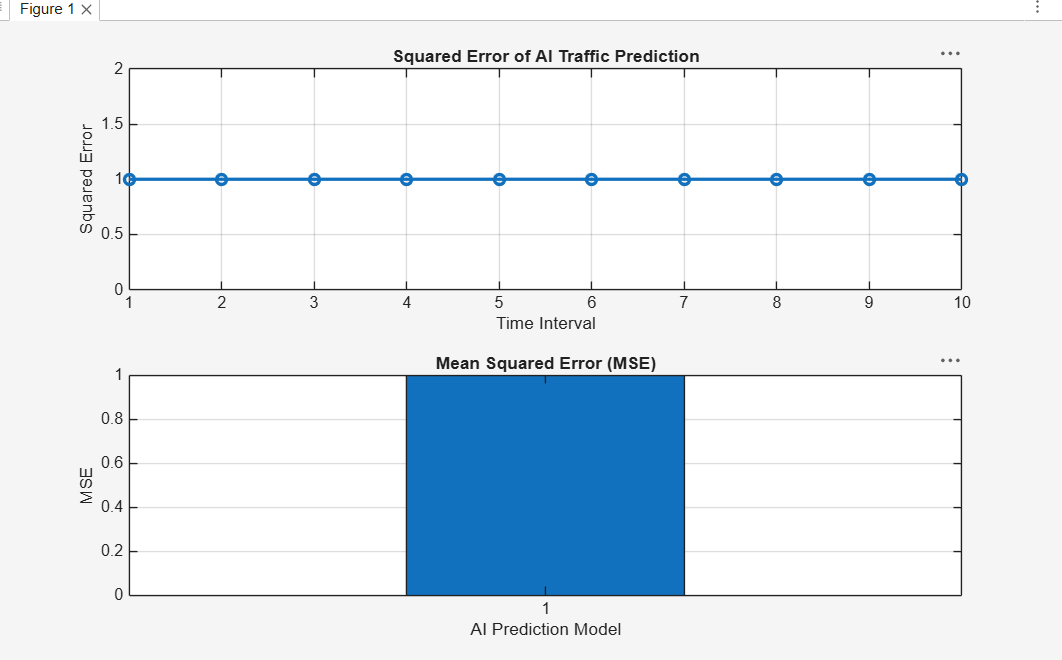 Figure 1
Squared Error of AI Traffic Prediction
2
1.5
1
0.5
0
Squared Error
1 2 3 4 5 6 7 8 9 10
Time Interval
Mean Squared Error (MSE)
1
0.8
0.6
0.4
0.2
0
MSE
1
AI Prediction Model